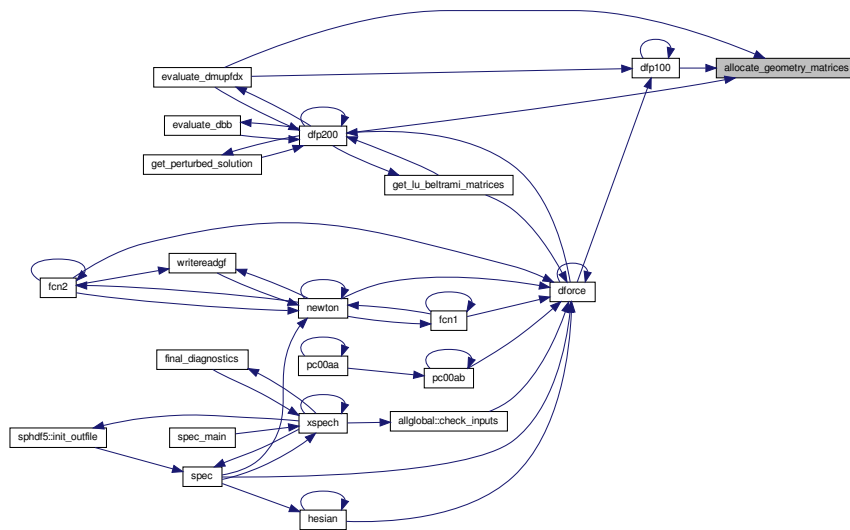 dfp100
allocate_geometry_matrices
evaluate_dmupfdx
evaluate_dbb
dfp200
get_perturbed_solution
get_lu_beltrami_matrices
writereadgf
fcn2
dforce
newton
fcn1
final_diagnostics
pc00aa
pc00ab
xspech
allglobal::check_inputs
sphdf5::init_outfile
spec_main
spec
hesian